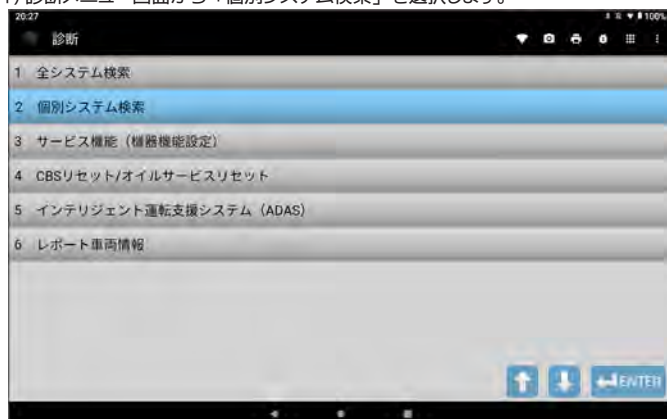 1) 診断メニュー画面から「個別システム検索」を選択します。
20:27
100%
診断
1 全システム検索
2 個別システム検索
3 サービス機能（機器機能設定）
4 CBSリセット/オイルサービスリセット
5 インテリジェント運転支援システム（ADAS）
6 レポート車両情報
ENTER